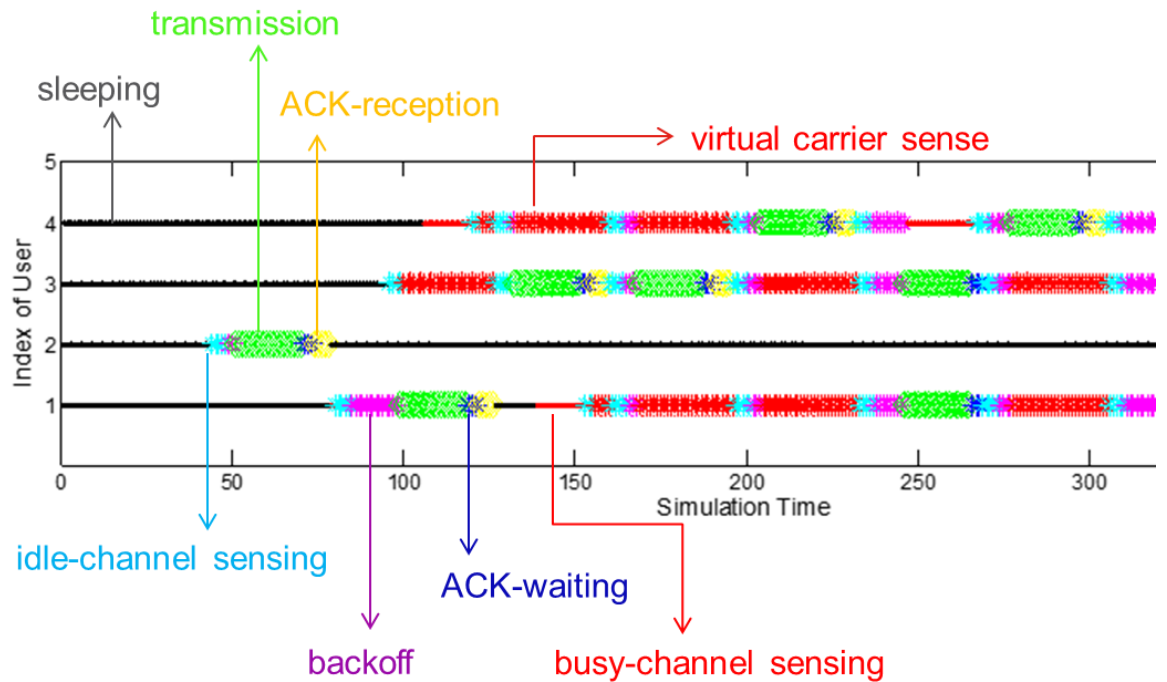 transmission
sleeping
ACK-reception
virtual carrier sense
5
4
3
2
1
Index of User
0 50 100 150 200 250 300
Simulation Time
idle-channel sensing
ACK-waiting
backoff
busy-channel sensing